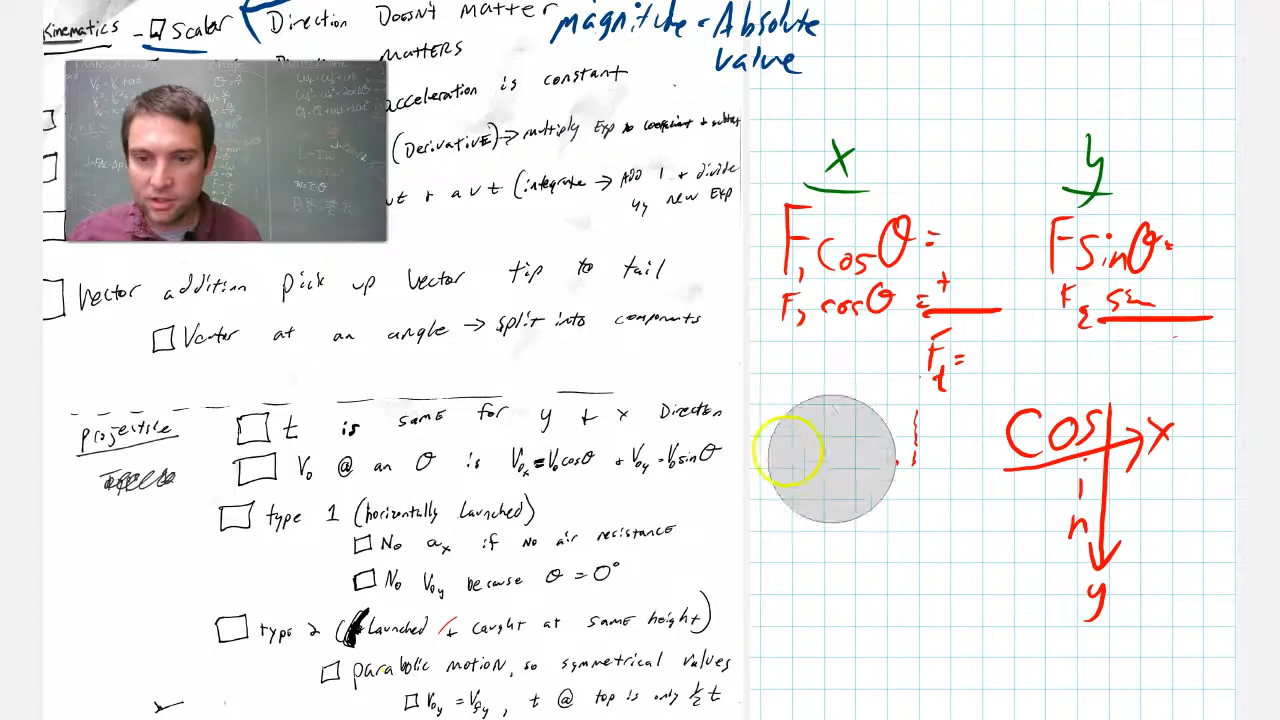 Kinematics - Scalar Direction Doesn't matter
magnitude = Absolute value
MATTERS
acceleration is constant
(Derivative) → multiply Exp to coefficient + subtract
(integrate → ADD 1 + divide
by new Exp
Vector addition pick up vector tip to tail
Vector at an angle → split into components
projectile
t is same for y + x Direction
V₀ @ an θ is V₀ₓ = V₀cosθ + V₀y = V₀sinθ
type 1 (horizontally launched)
No aₓ if no air resistance
No V₀y because θ = 0°
type 2 (Launched + caught at same height)
parabolic motion, so symmetrical values
V₀y = Vfy, t @ top is only ½ t
x
F₁cosθ =
F₂cosθ = +
Ft =
y
F sinθ =
F₂ sin
Cos x
i
n
y